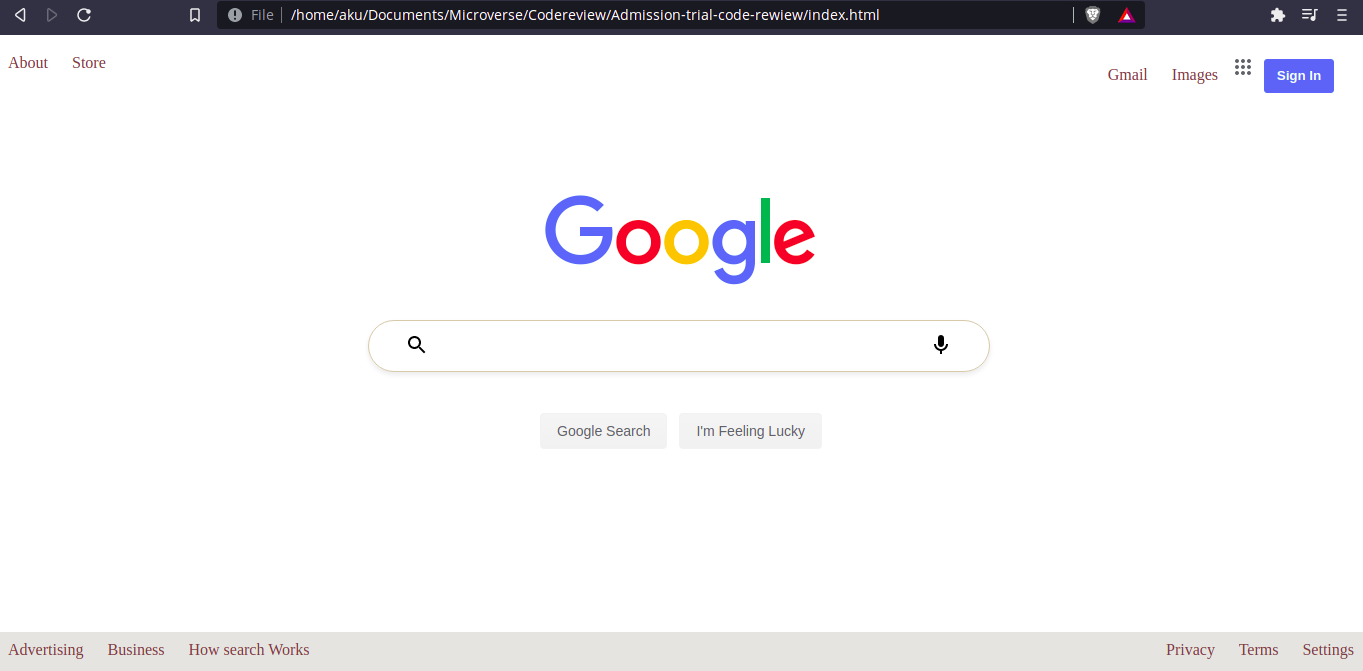 File /home/aku/Documents/Microverse/Codereview/Admission-trial-code-rewiew/index.html
About Store Gmail Images Sign In
Google
Google Search I'm Feeling Lucky
Advertising Business How search Works Privacy Terms Settings